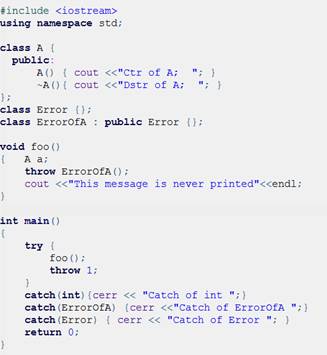 #include <iostream>
using namespace std;
class A {
public:
A() { cout <<"Ctr of A;  "; }
~A(){ cout <<"Dstr of A;  "; }
};
class Error {};
class ErrorOfA : public Error {};
void foo()
{   A a;
throw ErrorOfA();
cout <<"This message is never printed"<<endl;
}
int main()
{
try {
foo();
throw 1;
}
catch(int){cerr << "Catch of int ";}
catch(ErrorOfA) {cerr <<"Catch of ErrorOfA ";}
catch(Error) { cerr << "Catch of Error "; }
return 0;
}